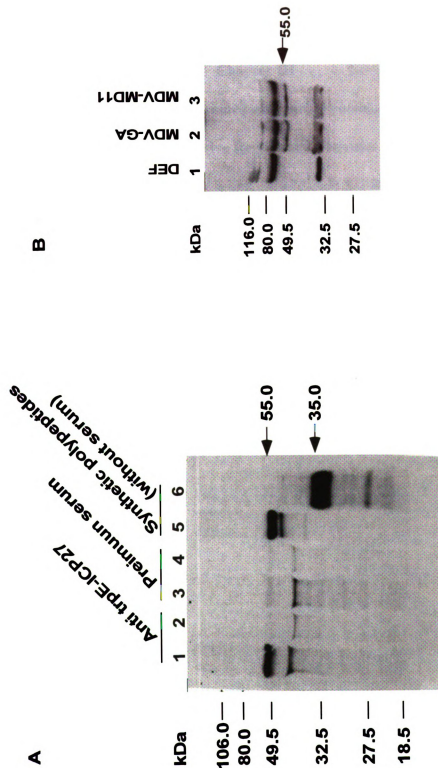 A
Anti trpE-ICP27
Preimuun serum
Synthetic polypeptides
(without serum)
kDa
1 2 3 4 5 6
106.0
80.0
49.5
32.5
27.5
18.5
55.0
35.0
B
DEF
MDV-GA
MDV-MD11
kDa
1 2 3
116.0
80.0
49.5
32.5
27.5
55.0